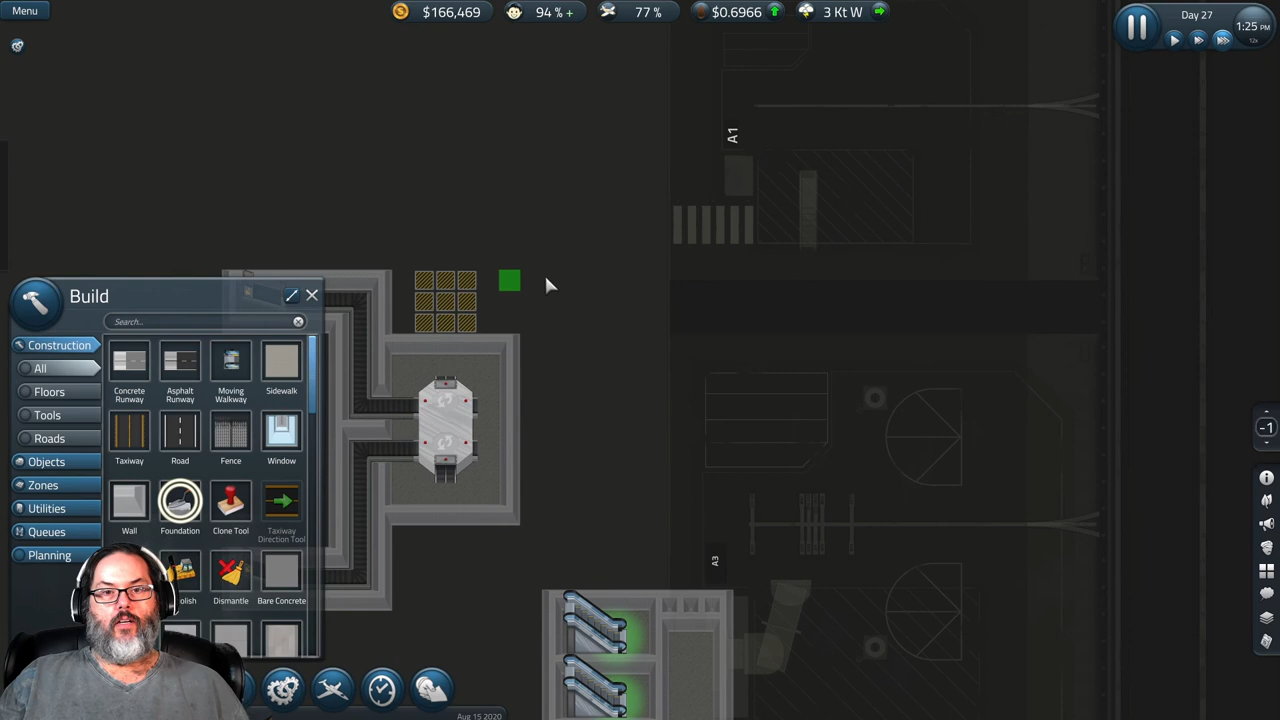 Menu
$166,469
94 % +
77 %
$0.6966
3 Kt W
Day 27
1:25 PM
12x
A1
Build
Search...
Construction
All
Floors
Tools
Roads
Objects
Zones
Utilities
Queues
Planning
Concrete Runway
Asphalt Runway
Moving Walkway
Sidewalk
Taxiway
Road
Fence
Window
Wall
Foundation
Clone Tool
Taxiway Direction Tool
olish
Dismantle
Bare Concrete
-1
A3
Aug 15 2020